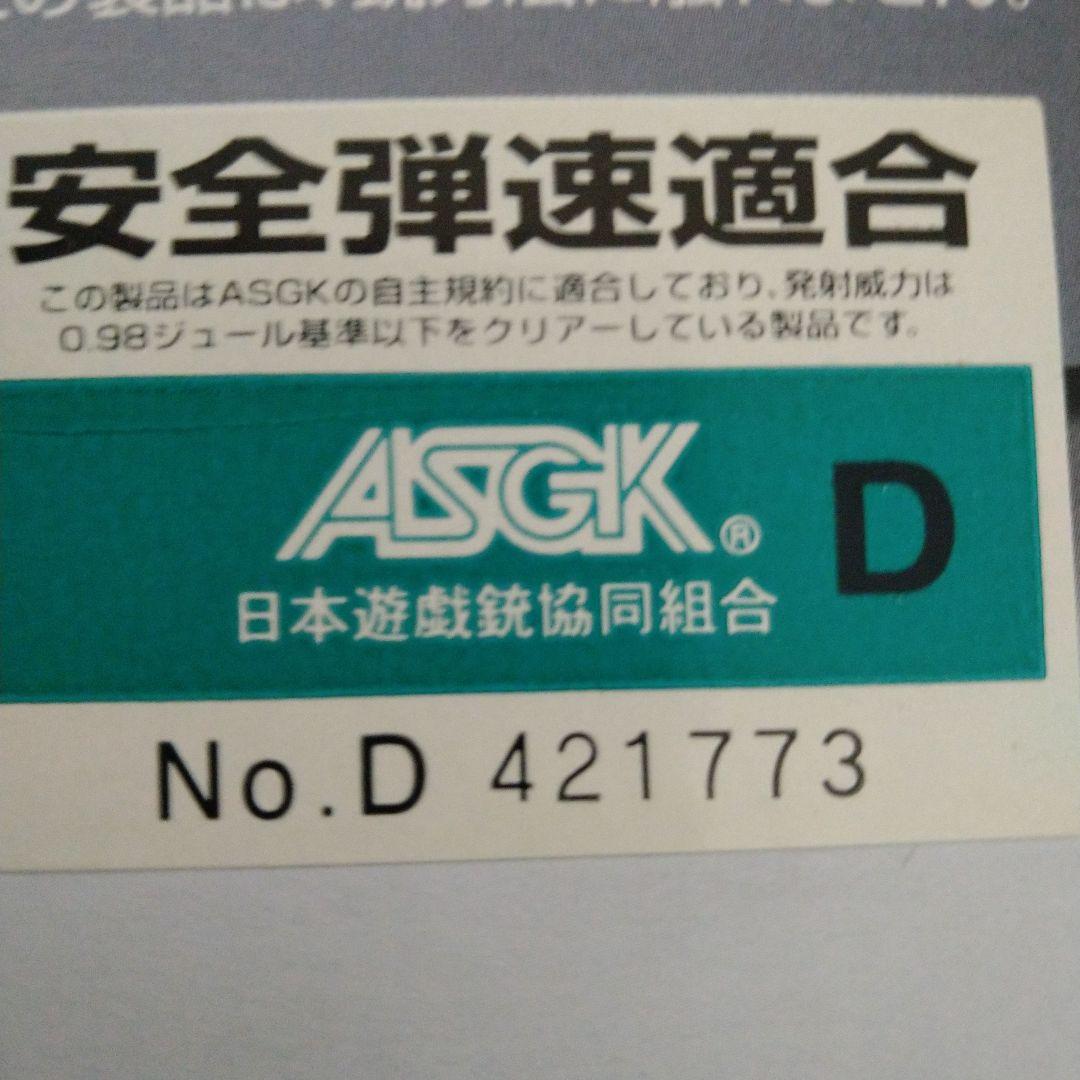 安全弾速適合
この製品はASGKの自主規約に適合しており、発射威力は
0.98ジュール基準以下をクリアーしている製品です。
ASGK® D
日本遊戯銃協同組合
No.D 421773